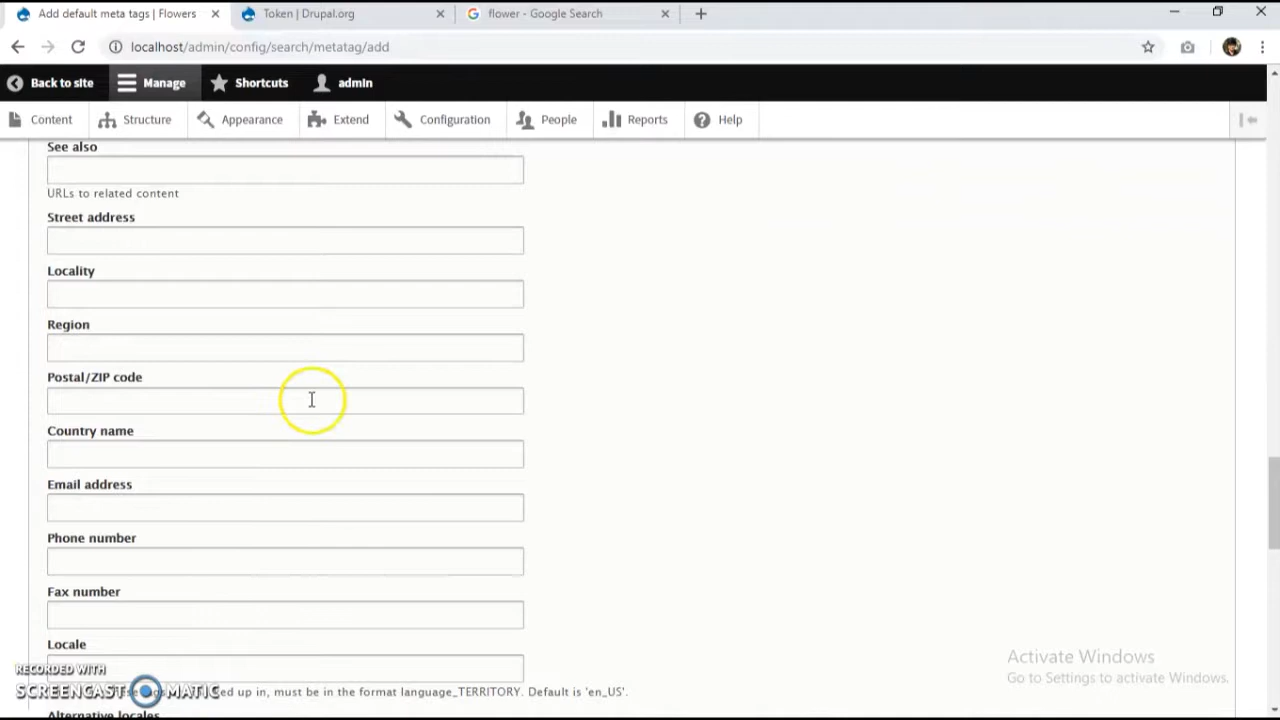 Add default meta tags | Flowers
Token | Drupal.org
flower - Google Search
localhost/admin/config/search/metatag/add
Back to site
Manage
Shortcuts
admin
Content
Structure
Appearance
Extend
Configuration
People
Reports
Help
See also
URLs to related content
Street address
Locality
Region
Postal/ZIP code
Country name
Email address
Phone number
Fax number
Locale
ed up in, must be in the format language_TERRITORY. Default is 'en_US'.
Alternative locales
RECORDED WITH
SCREENCAST MATIC
Activate Windows
Go to Settings to activate Windows.